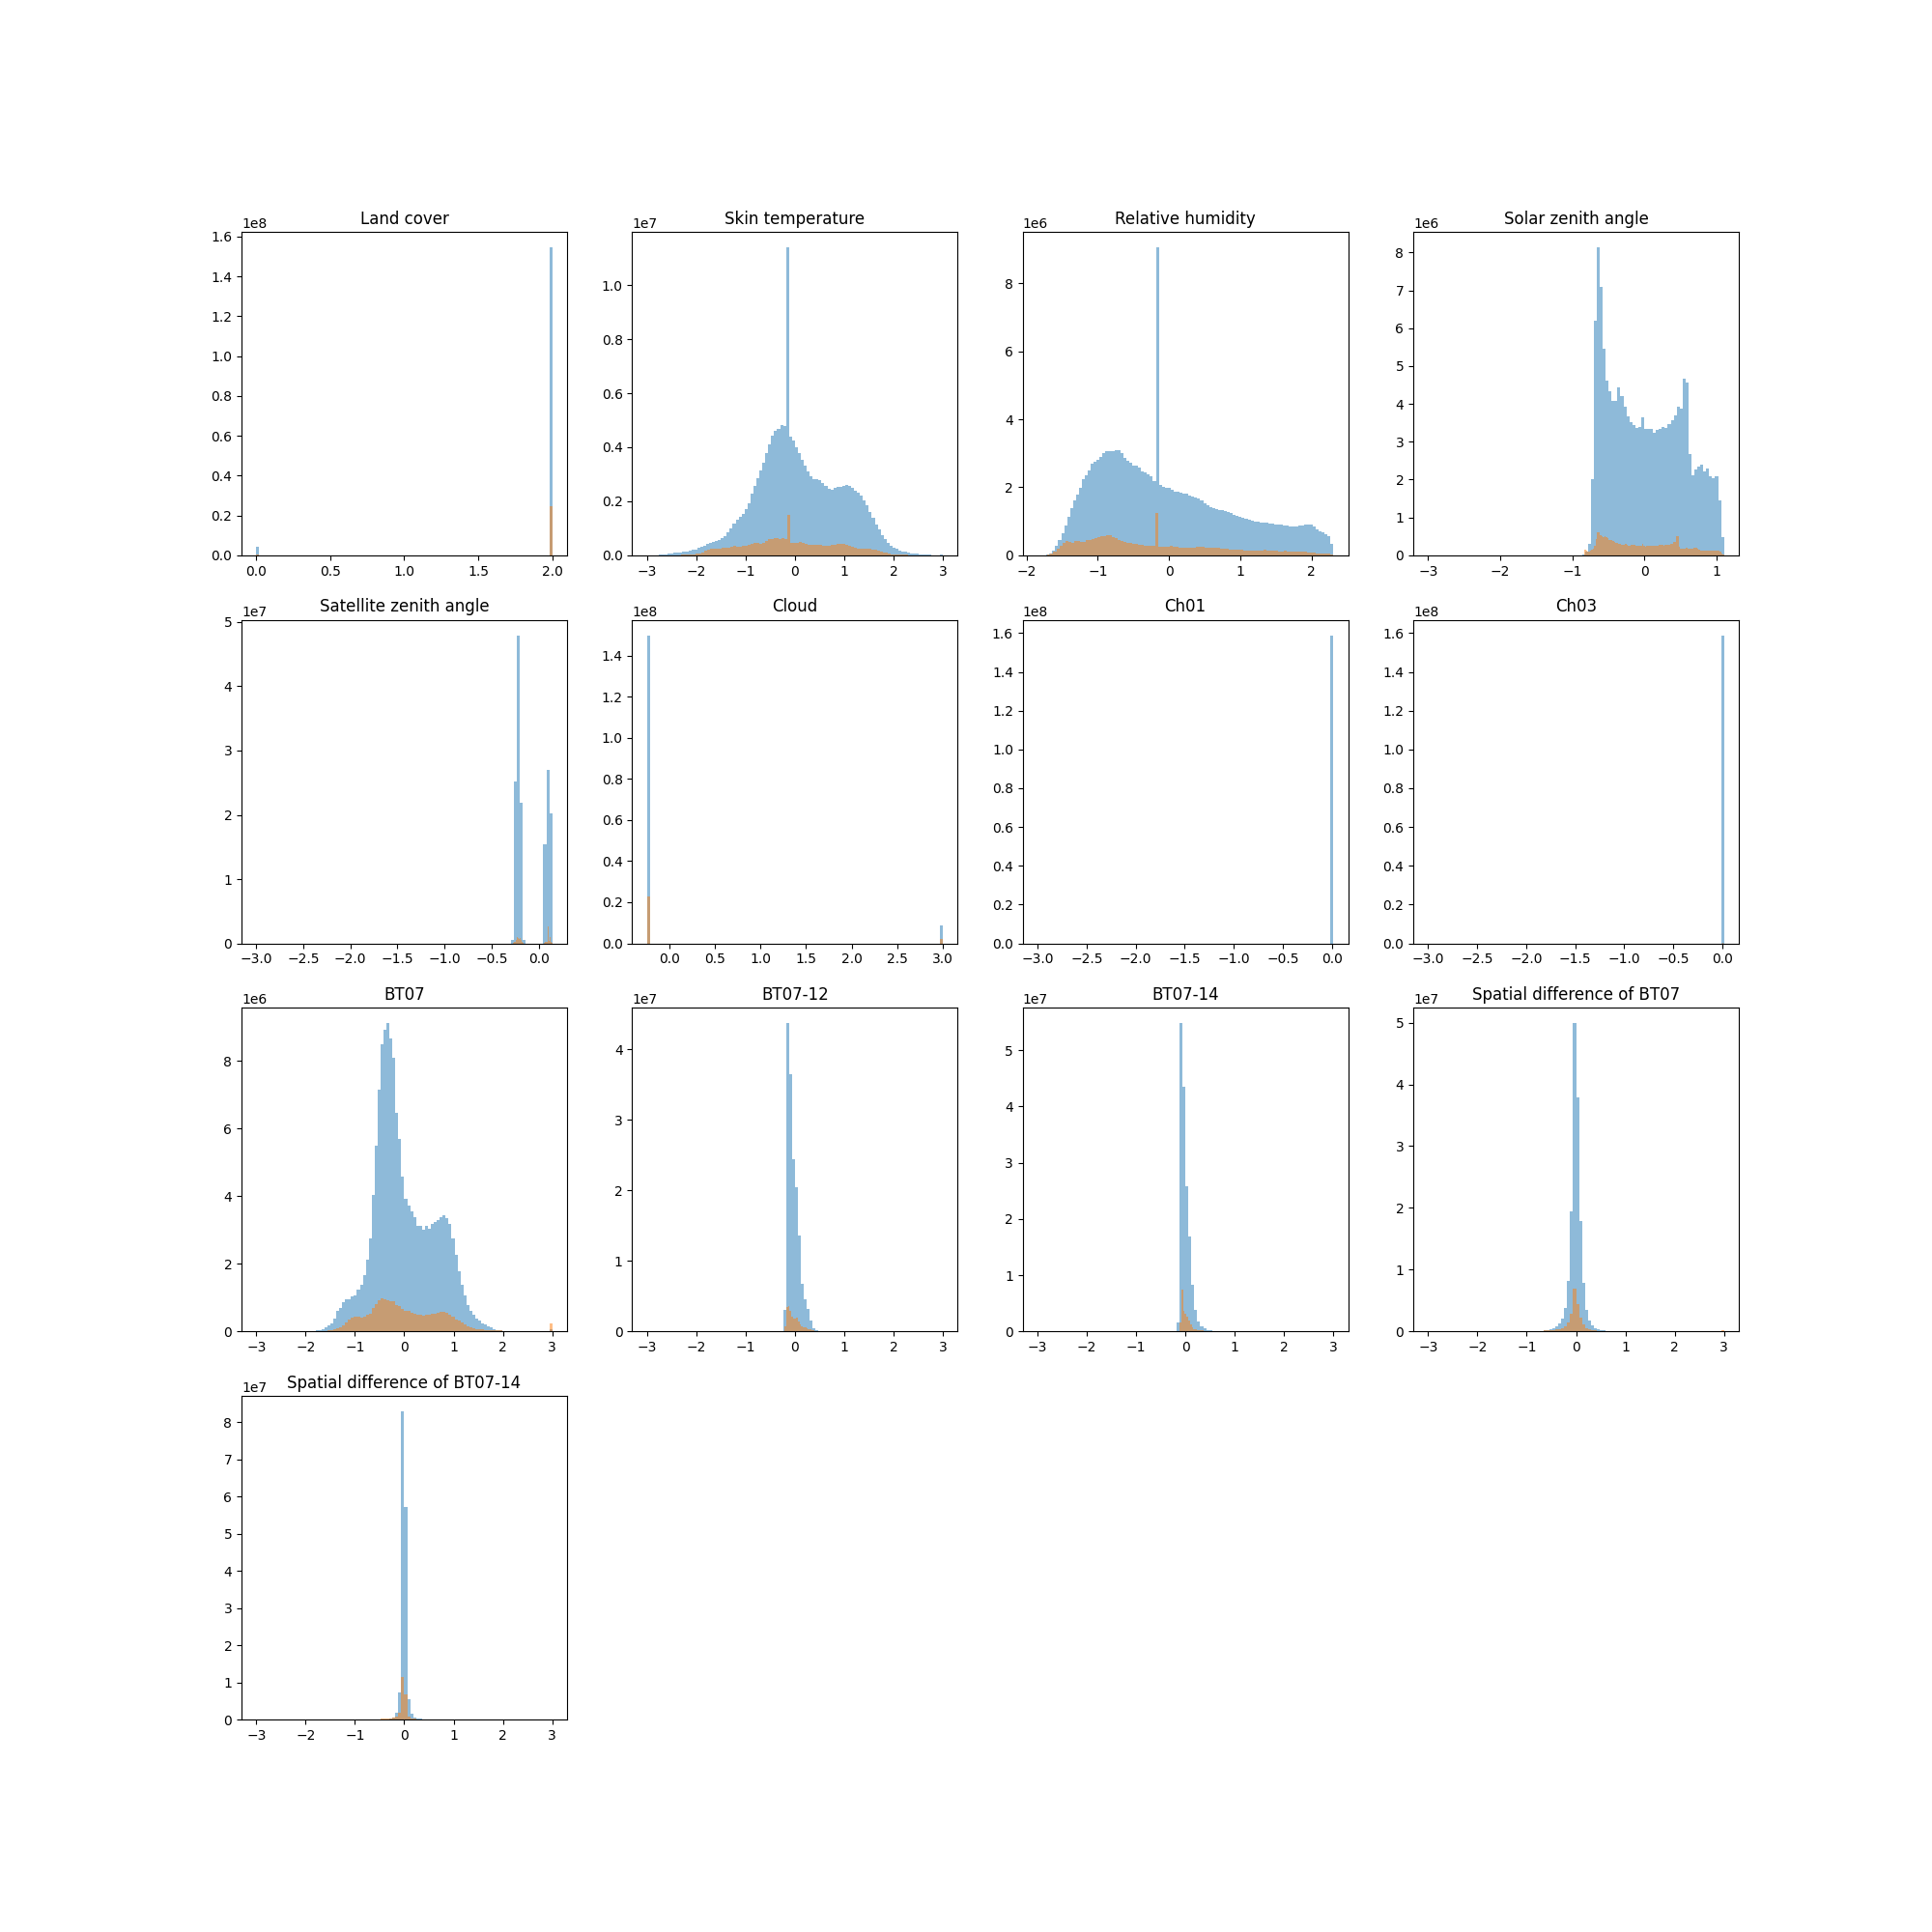 Land cover
1e8
1.6
1.4
1.2
1.0
0.8
0.6
0.4
0.2
0.0
0.0 0.5 1.0 1.5 2.0
Skin temperature
1e7
1.0
0.8
0.6
0.4
0.2
0.0
−3 −2 −1 0 1 2 3
Relative humidity
1e6
8
6
4
2
0
−2 −1 0 1 2
Solar zenith angle
1e6
8
7
6
5
4
3
2
1
0
−3 −2 −1 0 1
Satellite zenith angle
1e7
5
4
3
2
1
0
−3.0 −2.5 −2.0 −1.5 −1.0 −0.5 0.0
Cloud
1e8
1.4
1.2
1.0
0.8
0.6
0.4
0.2
0.0
0.0 0.5 1.0 1.5 2.0 2.5 3.0
Ch01
1e8
1.6
1.4
1.2
1.0
0.8
0.6
0.4
0.2
0.0
−3.0 −2.5 −2.0 −1.5 −1.0 −0.5 0.0
Ch03
1e8
1.6
1.4
1.2
1.0
0.8
0.6
0.4
0.2
0.0
−3.0 −2.5 −2.0 −1.5 −1.0 −0.5 0.0
BT07
1e6
8
6
4
2
0
−3 −2 −1 0 1 2 3
BT07-12
1e7
4
3
2
1
0
−3 −2 −1 0 1 2 3
BT07-14
1e7
5
4
3
2
1
0
−3 −2 −1 0 1 2 3
Spatial difference of BT07
1e7
5
4
3
2
1
0
−3 −2 −1 0 1 2 3
Spatial difference of BT07-14
1e7
8
7
6
5
4
3
2
1
0
−3 −2 −1 0 1 2 3